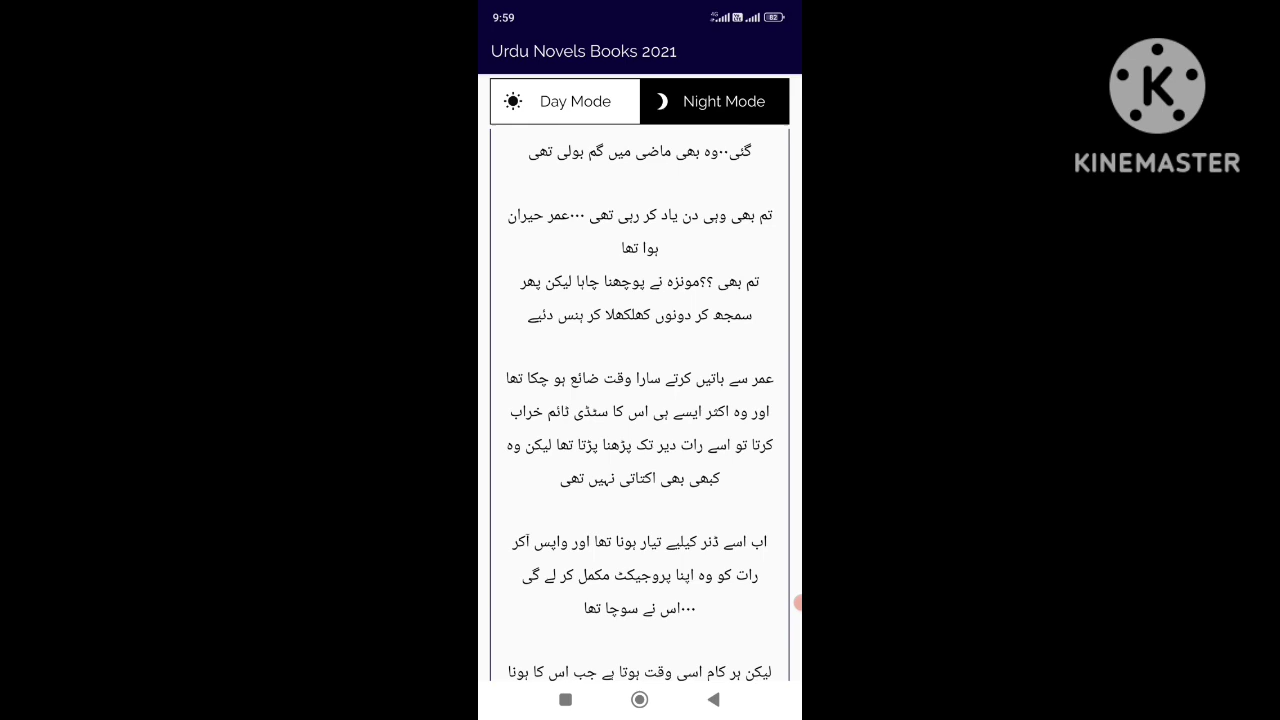 9:59
4G
82
Urdu Novels Books 2021
Day Mode
Night Mode
KINEMASTER
گئی۰۰وہ بھی ماضی میں گم بولی تھی
تم بھی وہی دن یاد کر رہی تھی ۰۰۰عمر حیران
ہوا تھا
تم بھی ؟؟مونزہ نے پوچھنا چاہا لیکن پھر
سمجھ کر دونوں کھلکھلا کر ہنس دئیے
عمر سے باتیں کرتے سارا وقت ضائع ہو چکا تھا
اور وہ اکثر ایسے ہی اس کا سٹڈی ٹائم خراب
کرتا تو اسے رات دیر تک پڑھنا پڑتا تھا لیکن وہ
کبھی بھی اکتاتی نہیں تھی
اب اسے ڈنر کیلیے تیار ہونا تھا اور واپس آکر
رات کو وہ اپنا پروجیکٹ مکمل کر لے گی
۰۰۰اس نے سوچا تھا
لیکن ہر کام اسی وقت ہوتا ہے جب اس کا ہونا